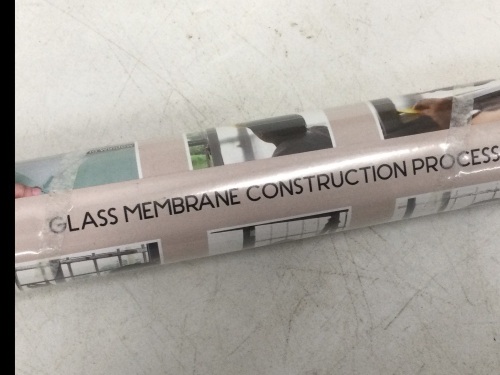 GLASS MEMBRANE CONSTRUCTION PROCESS